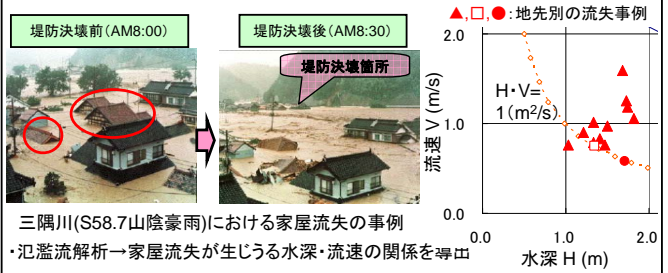 堤防決壊前(AM8:00)
堤防決壊後(AM8:30)
堤防決壊箇所
▲,□,●:地先別の流失事例
流速 V (m/s)
2.0
1.0
0.0
H・V=
1(m²/s)
0.0
1.0
2.0
水深 H (m)
三隅川(S58.7山陰豪雨)における家屋流失の事例
・氾濫流解析→家屋流失が生じうる水深・流速の関係を導出